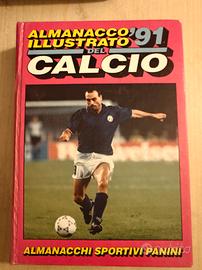 ALMANACCO '91
ILLUSTRATO
DEL
CALCIO
ALMANACCHI SPORTIVI PANINI